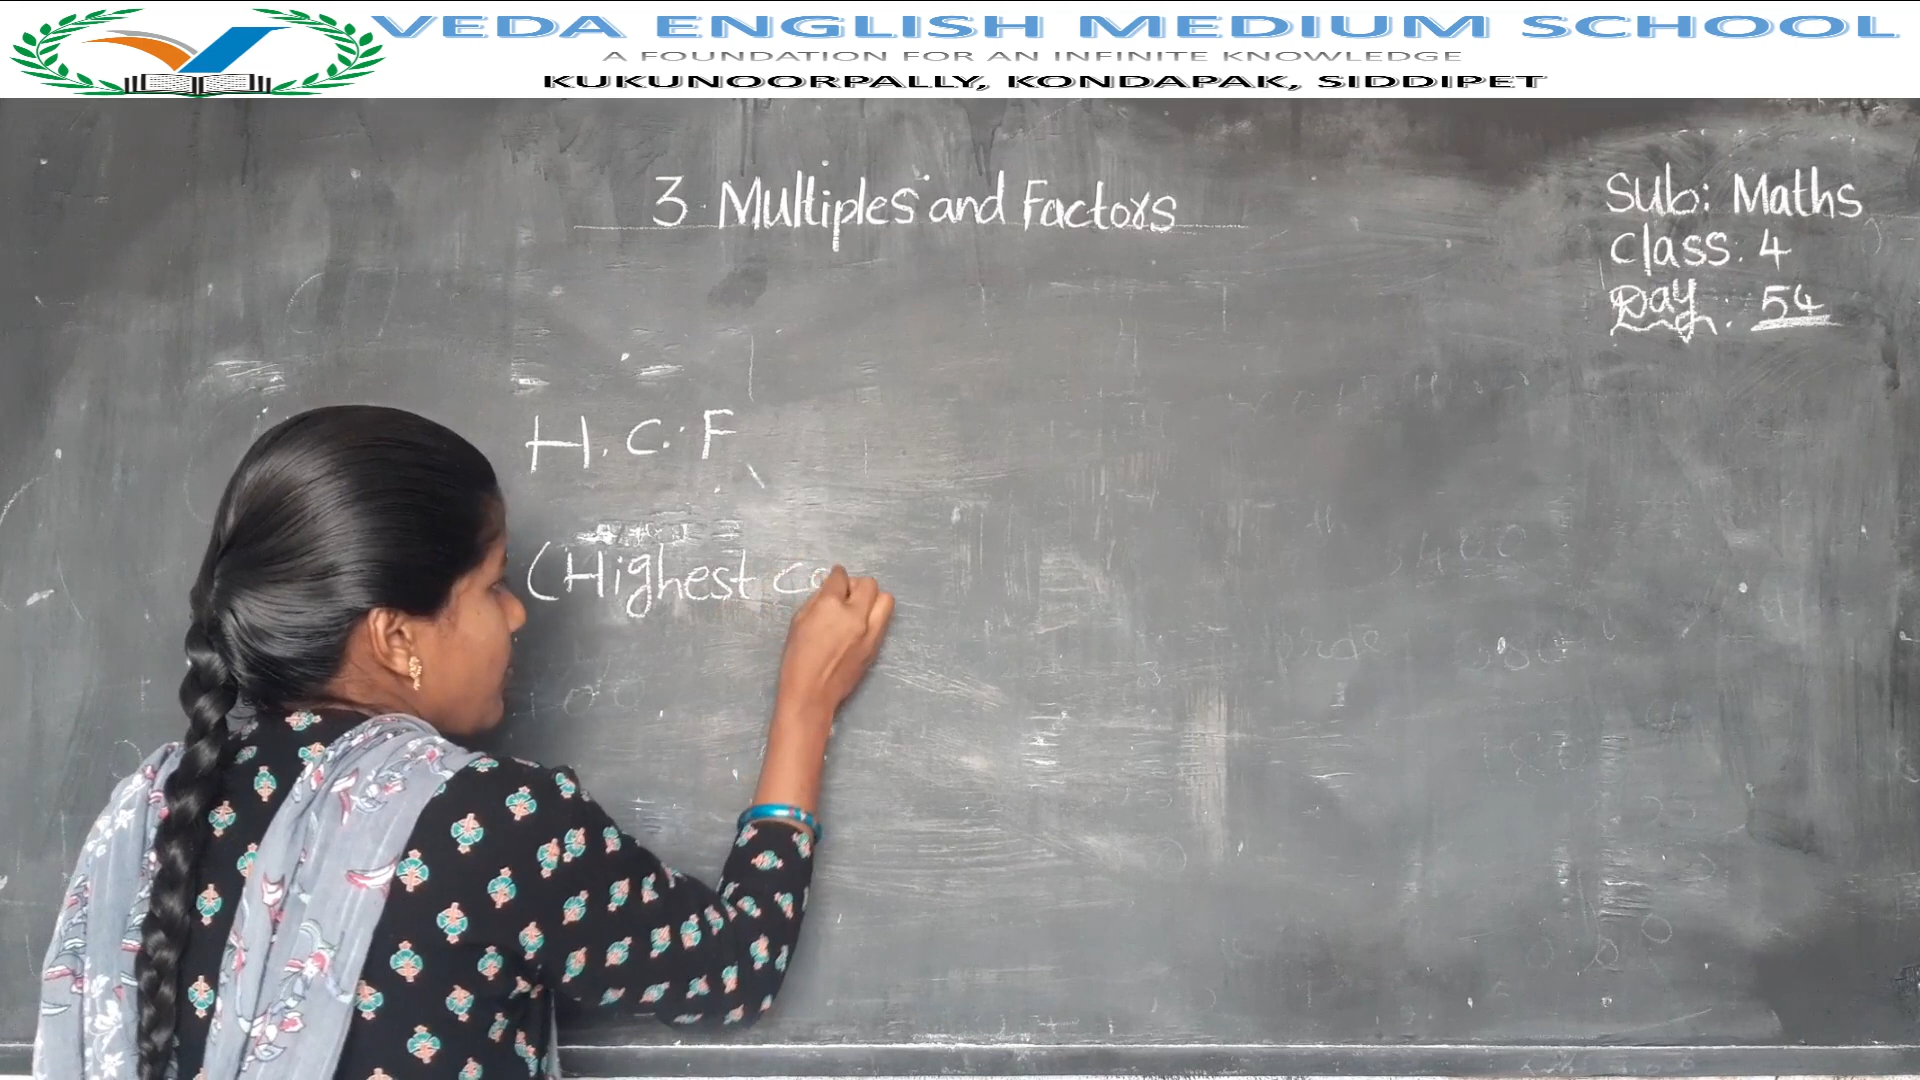 VEDA ENGLISH MEDIUM SCHOOL
A FOUNDATION FOR AN INFINITE KNOWLEDGE
KUKUNOORPALLY, KONDAPAK, SIDDIPET
3. Multiples and Factors
Sub: Maths
Class: 4
Day: 54
H.C.F
(Highest co